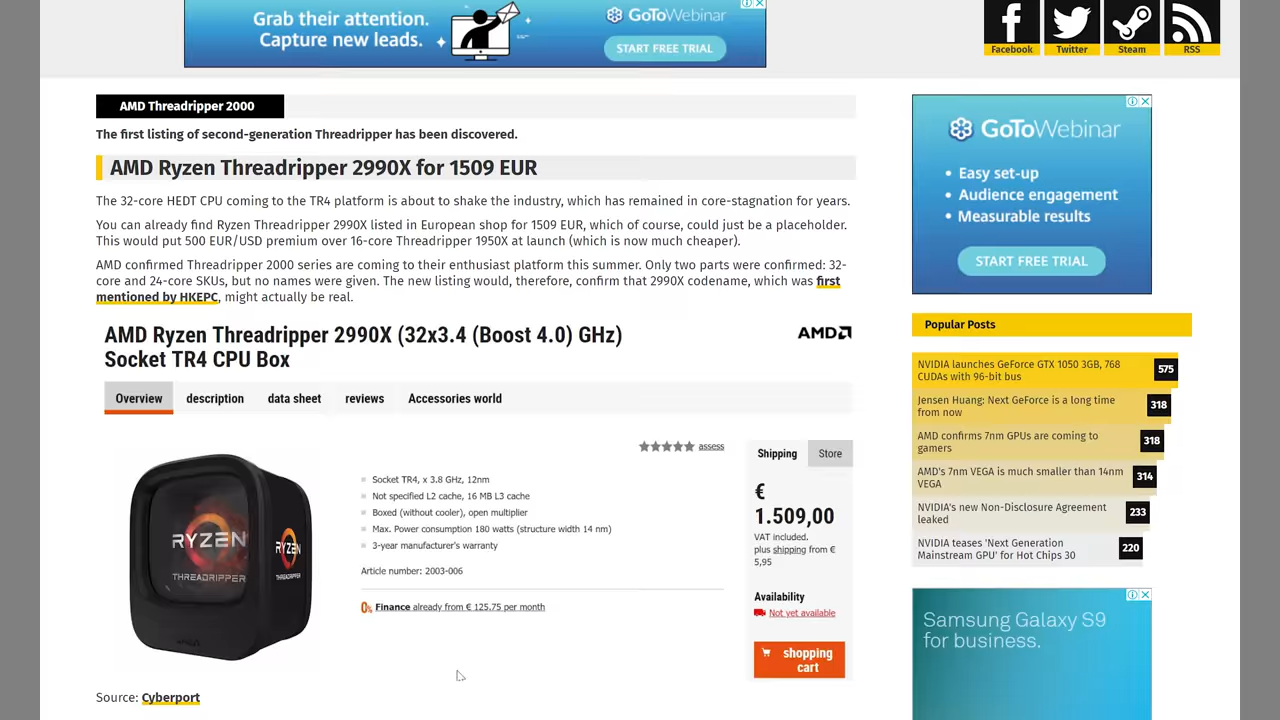 Grab their attention.
Capture new leads.
GoToWebinar
START FREE TRIAL
Facebook
Twitter
Steam
RSS
AMD Threadripper 2000
The first listing of second-generation Threadripper has been discovered.
AMD Ryzen Threadripper 2990X for 1509 EUR
The 32-core HEDT CPU coming to the TR4 platform is about to shake the industry, which has remained in core-stagnation for years.
You can already find Ryzen Threadripper 2990X listed in European shop for 1509 EUR, which of course, could just be a placeholder.
This would put 500 EUR/USD premium over 16-core Threadripper 1950X at launch (which is now much cheaper).
AMD confirmed Threadripper 2000 series are coming to their enthusiast platform this summer. Only two parts were confirmed: 32-
core and 24-core SKUs, but no names were given. The new listing would, therefore, confirm that 2990X codename, which was first
mentioned by HKEPC, might actually be real.
AMD Ryzen Threadripper 2990X (32x3.4 (Boost 4.0) GHz)
Socket TR4 CPU Box
AMD
Overview
description
data sheet
reviews
Accessories world
assess
Socket TR4, x 3.8 GHz, 12nm
Not specified L2 cache, 16 MB L3 cache
Boxed (without cooler), open multiplier
Max. Power consumption 180 watts (structure width 14 nm)
3-year manufacturer's warranty
Article number: 2003-006
0% Finance already from € 125.75 per month
RYZEN
THREADRIPPER
RYZEN
THREADRIPPER
Shipping
Store
€
1.509,00
VAT included.
plus shipping from €
5,95
Availability
Not yet available
shopping
cart
Source: Cyberport
GoToWebinar
• Easy set-up
• Audience engagement
• Measurable results
START FREE TRIAL
Popular Posts
NVIDIA launches GeForce GTX 1050 3GB, 768
CUDAs with 96-bit bus
575
Jensen Huang: Next GeForce is a long time
from now
318
AMD confirms 7nm GPUs are coming to
gamers
318
AMD's 7nm VEGA is much smaller than 14nm
VEGA
314
NVIDIA's new Non-Disclosure Agreement
leaked
233
NVIDIA teases 'Next Generation
Mainstream GPU' for Hot Chips 30
220
Samsung Galaxy S9
for business.